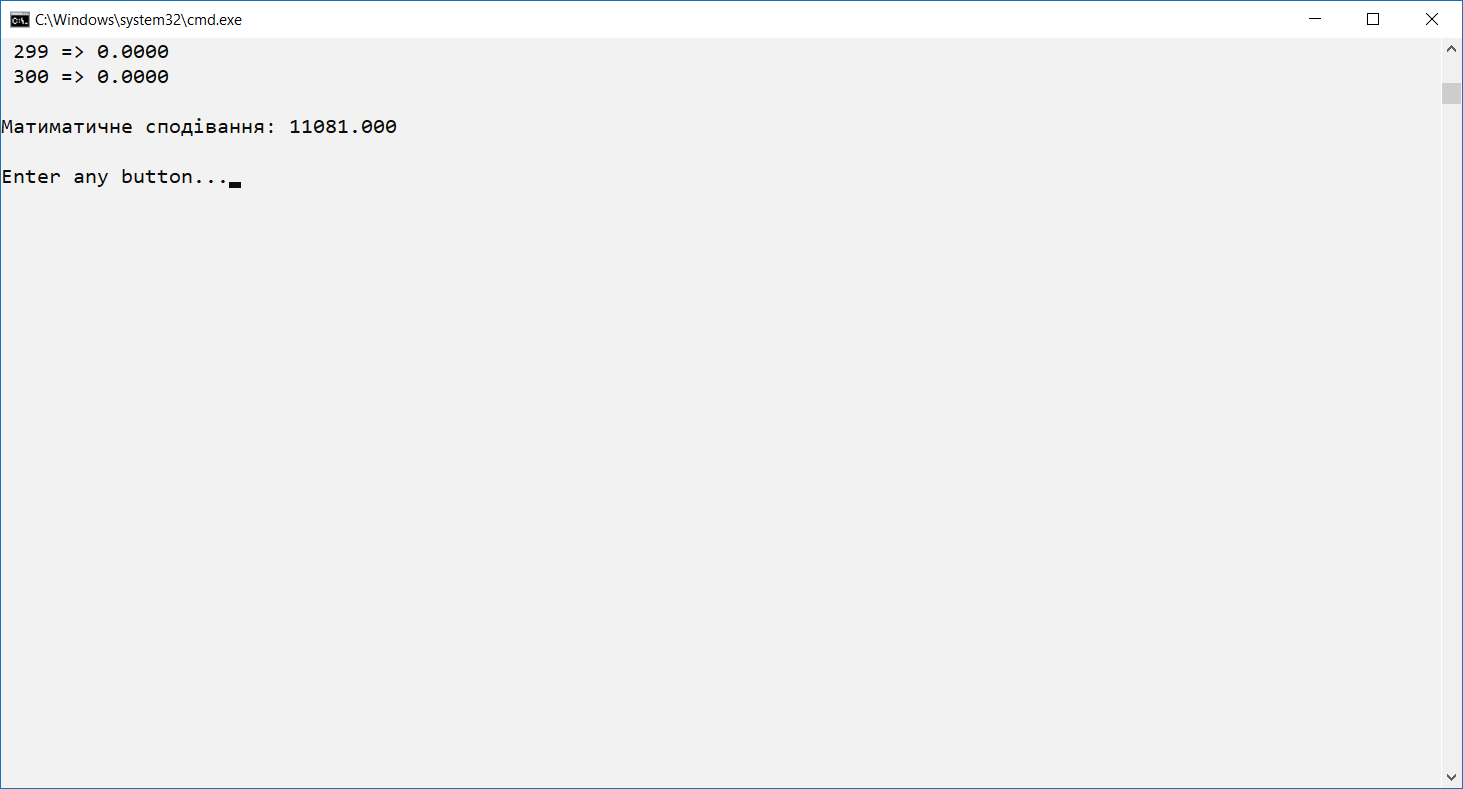 C:\Windows\system32\cmd.exe
299 => 0.0000
300 => 0.0000
Матиматичне сподівання: 11081.000
Enter any button...